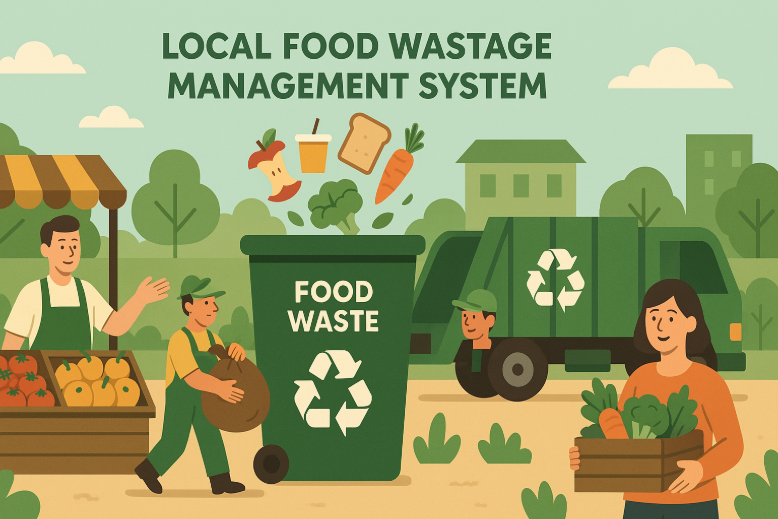 LOCAL FOOD WASTAGE
MANAGEMENT SYSTEM
FOOD
WASTE